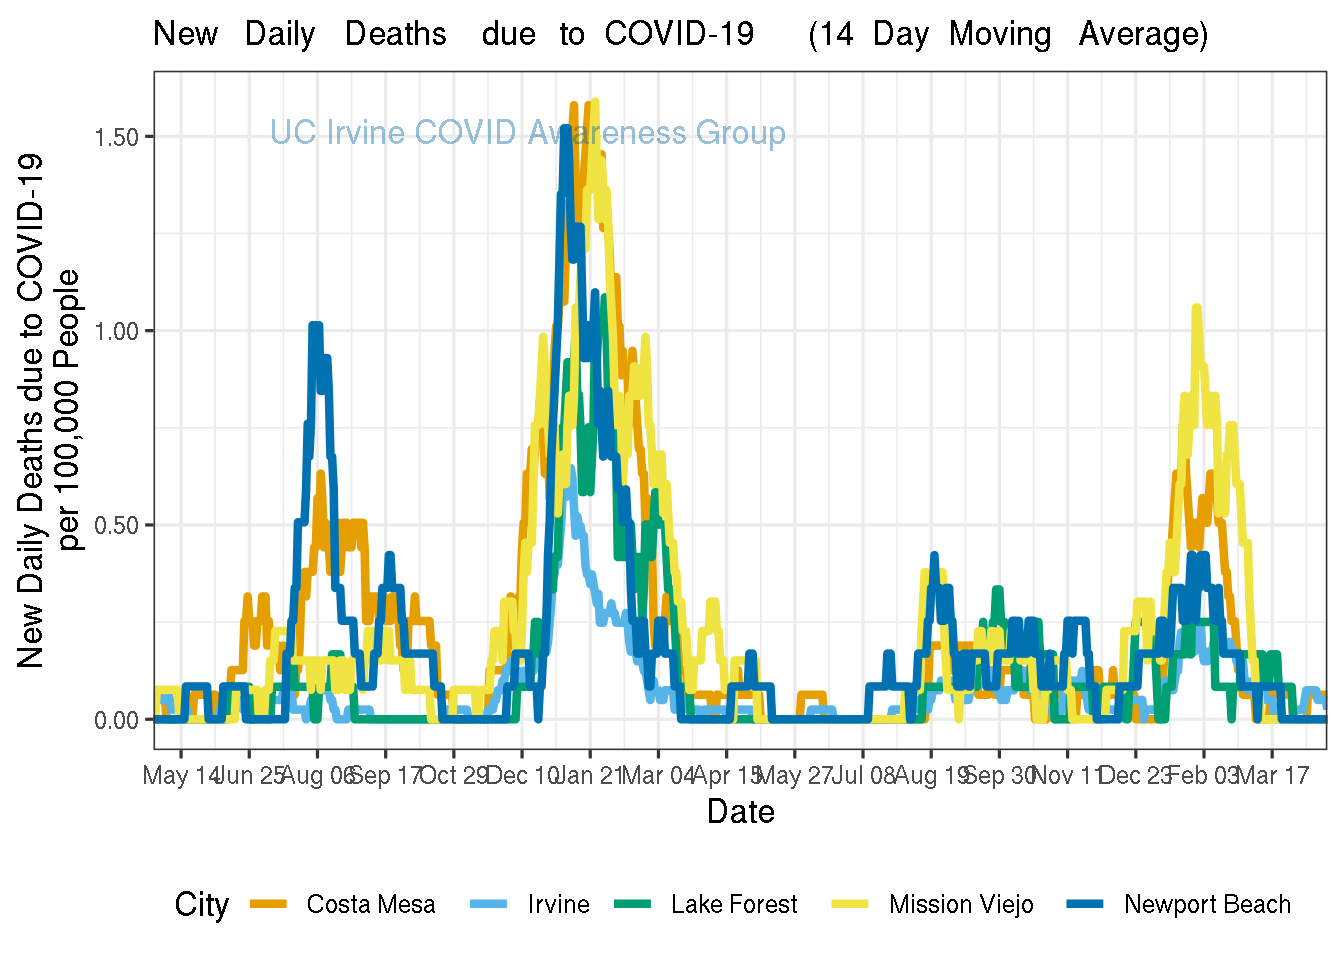 New Daily Deaths due to COVID-19 (14 Day Moving Average)
UC Irvine COVID Awareness Group
New Daily Deaths due to COVID-19
per 100,000 People
1.50
1.00
0.50
0.00
May 14 Jun 25 Aug 06 Sep 17 Oct 29 Dec 10 Jan 21 Mar 04 Apr 15 May 27 Jul 08 Aug 19 Sep 30 Nov 11 Dec 23 Feb 03 Mar 17
Date
City Costa Mesa Irvine Lake Forest Mission Viejo Newport Beach